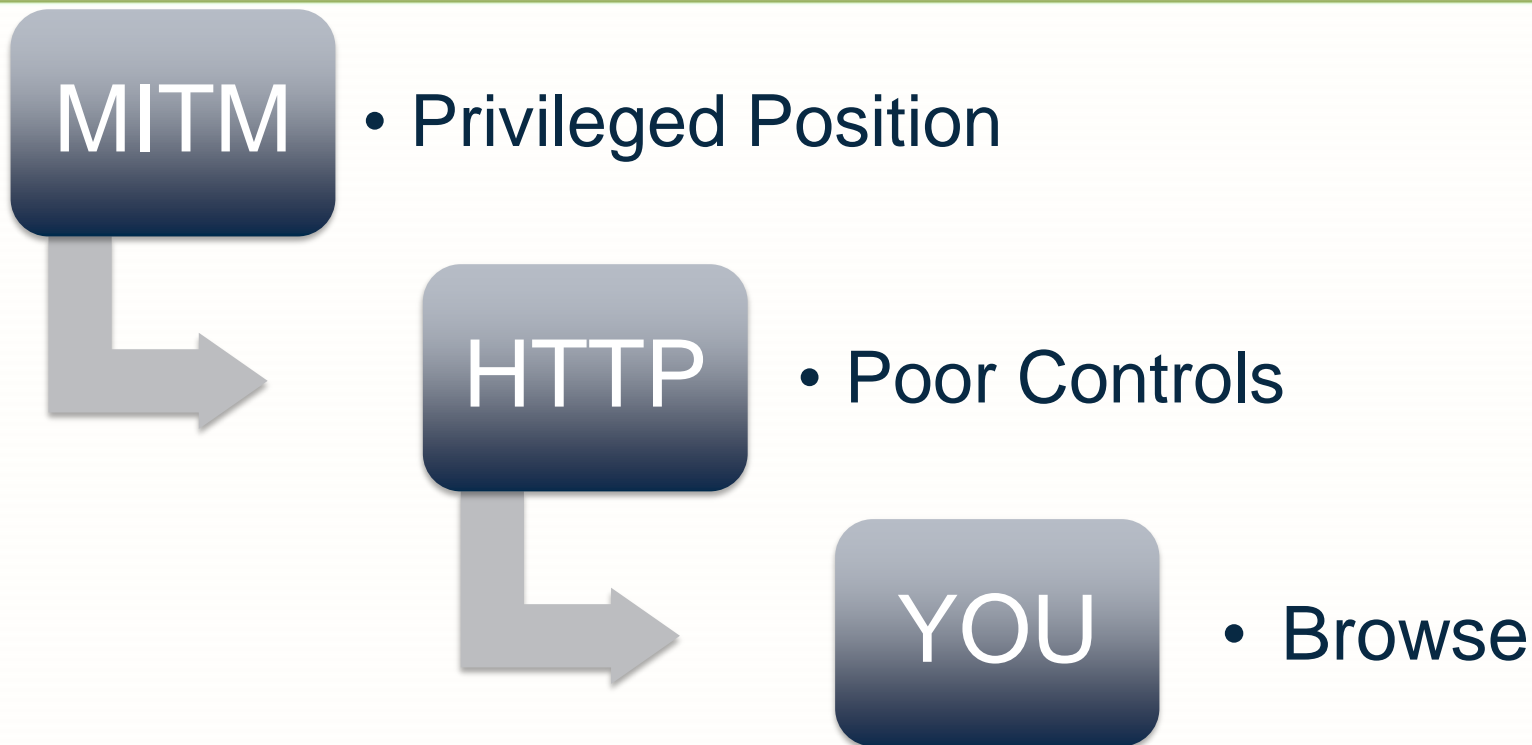 MITM
• Privileged Position
HTTP
• Poor Controls
YOU
• Browse